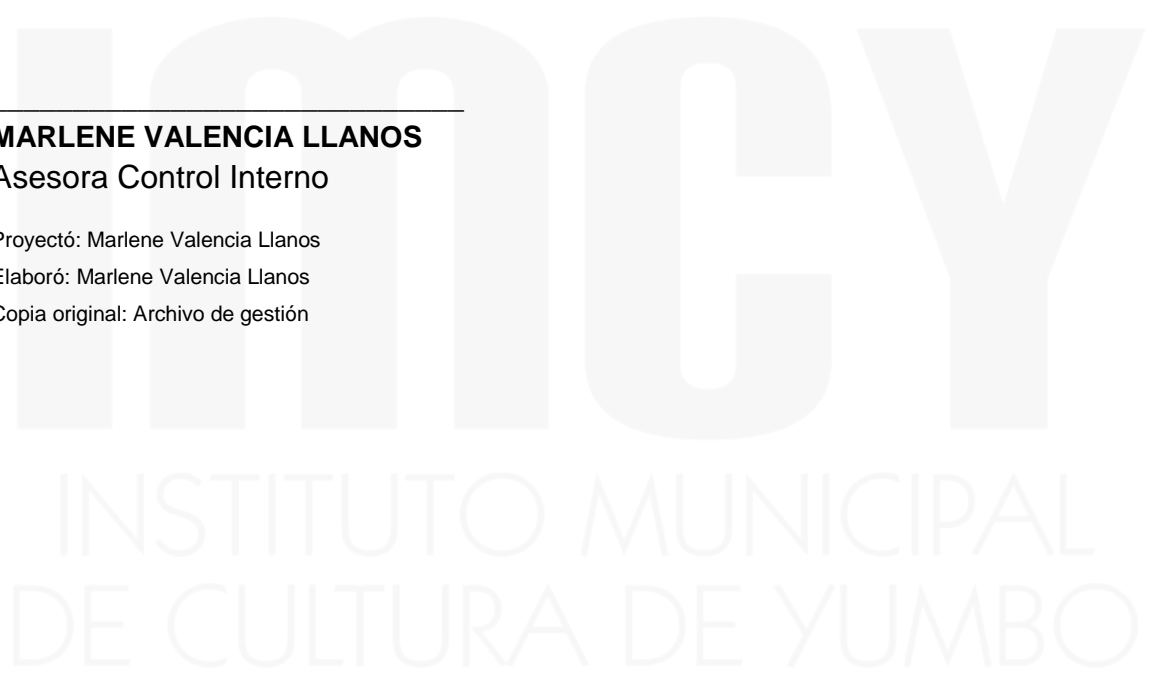 MARLENE VALENCIA LLANOS
Asesora Control Interno
Proyectó: Marlene Valencia Llanos
Elaboró: Marlene Valencia Llanos
Copia original: Archivo de gestión
IMCY
INSTITUTO MUNICIPAL
DE CULTURA DE YUMBO